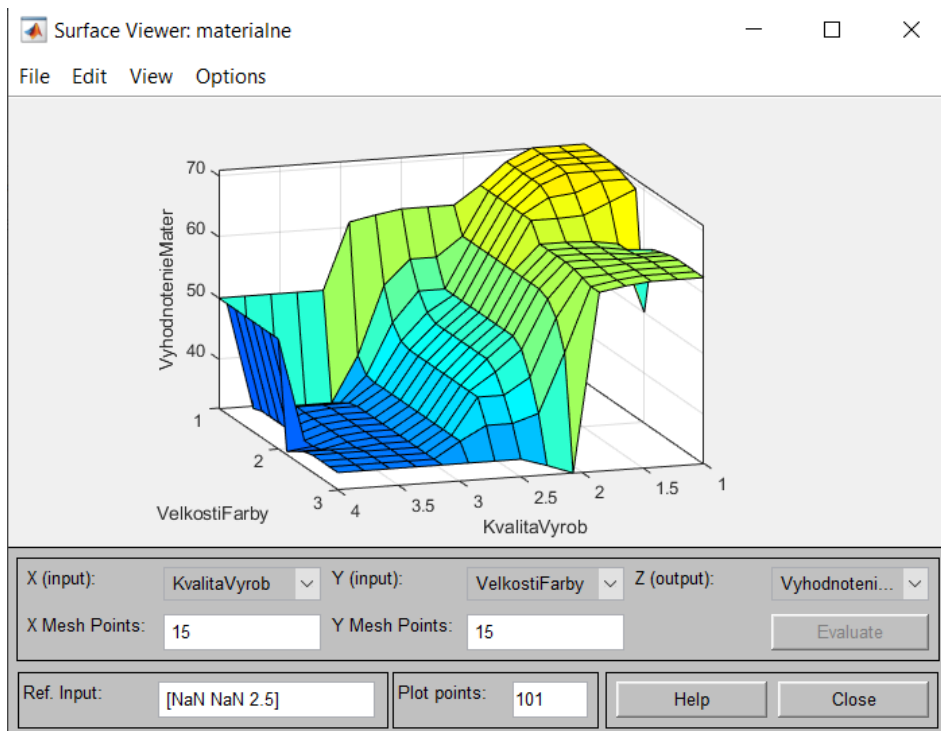 Surface Viewer: materialne
File Edit View Options
70
60
50
40
VyhodnotenieMater
1
2
3
VelkostiFarby
4
3.5
3
2.5
2
1.5
1
KvalitaVyrob
X (input): KvalitaVyrob Y (input): VelkostiFarby Z (output): Vyhodnoteni...
X Mesh Points: 15 Y Mesh Points: 15 Evaluate
Ref. Input: [NaN NaN 2.5] Plot points: 101 Help Close